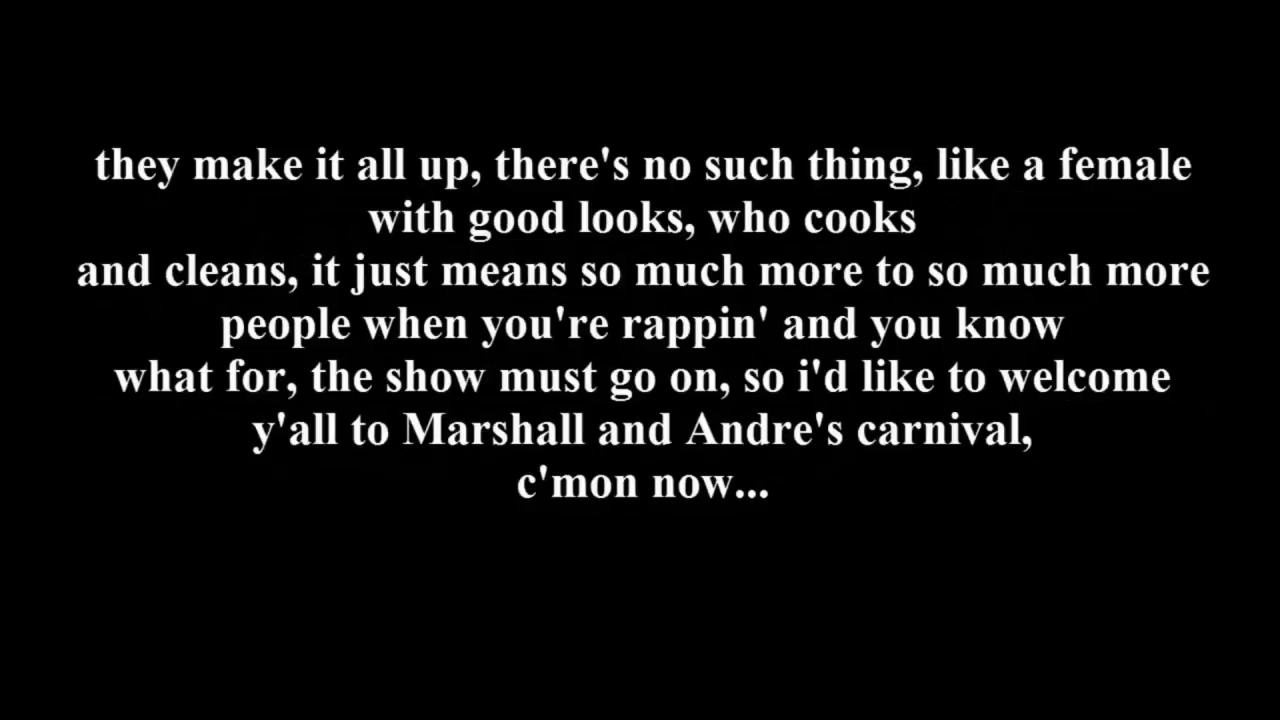 they make it all up, there's no such thing, like a female
with good looks, who cooks
and cleans, it just means so much more to so much more
people when you're rappin' and you know
what for, the show must go on, so i'd like to welcome
y'all to Marshall and Andre's carnival,
c'mon now...